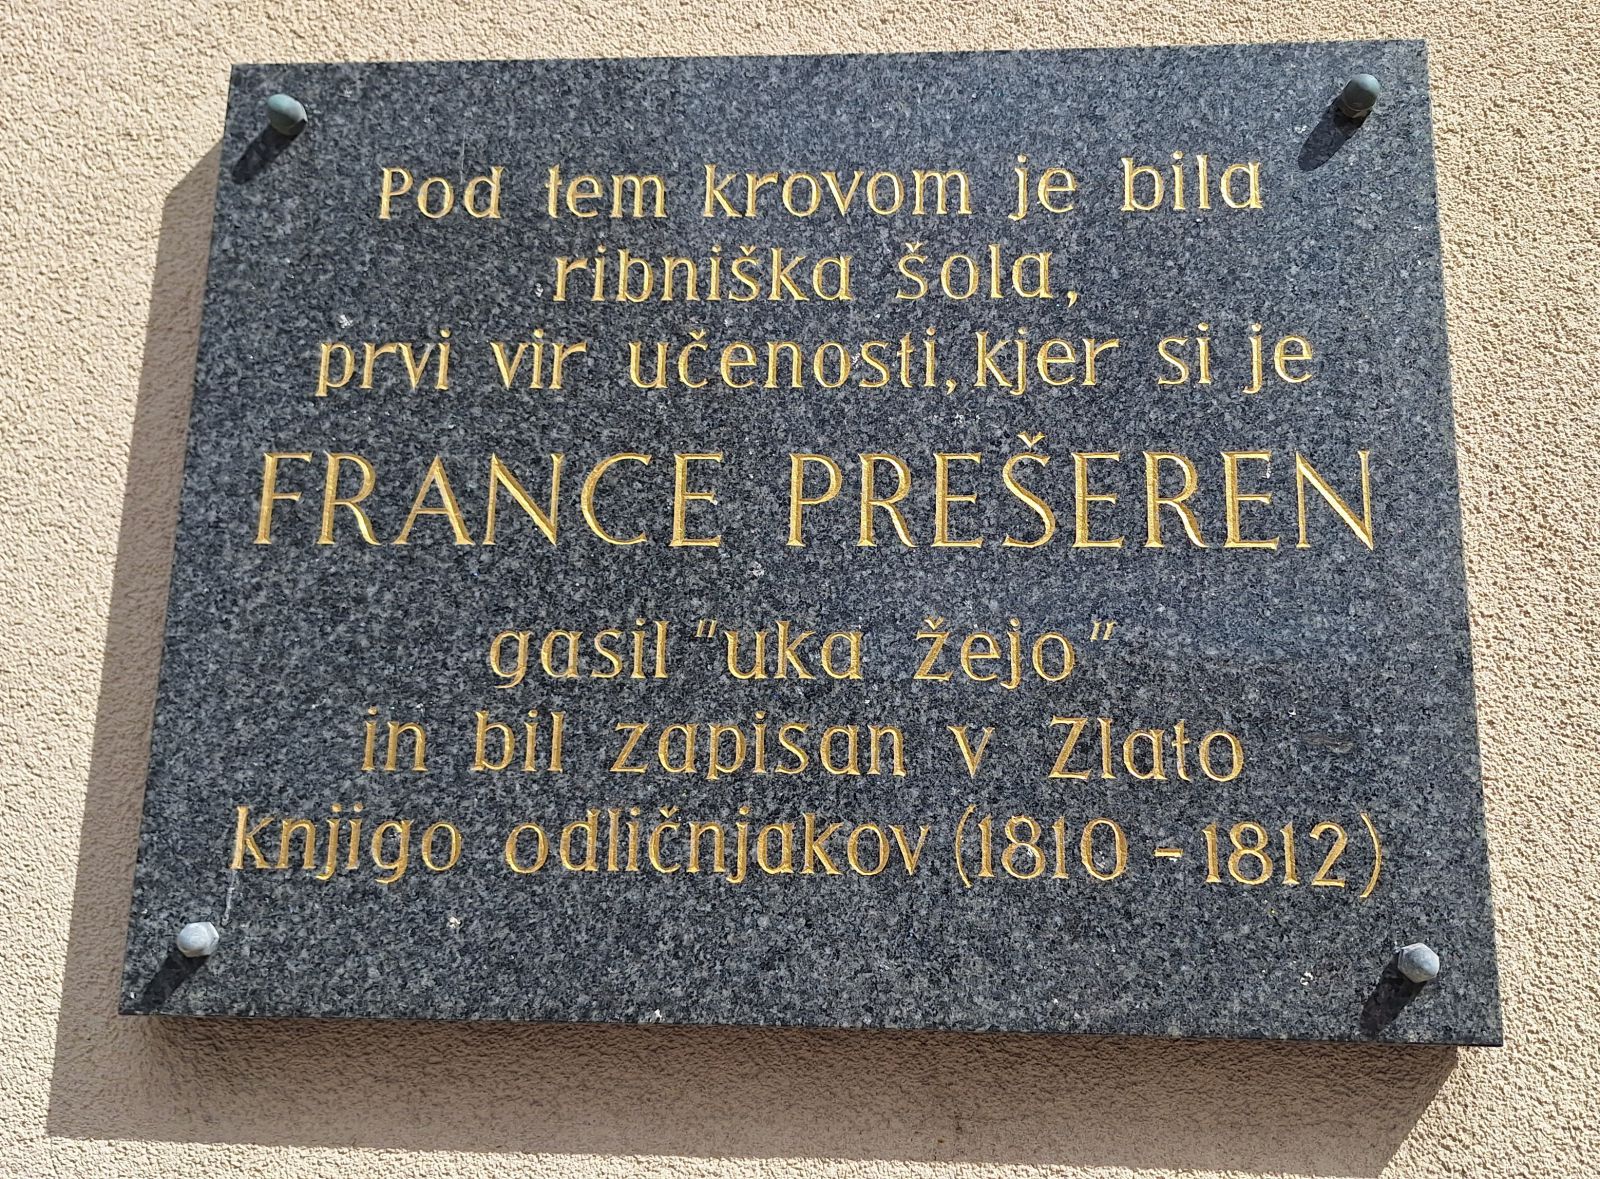 Pod tem krovom je bila
ribniška šola,
prvi vir učenosti, kjer si je
FRANCE PREŠEREN
gasil "uka žejo"
in bil zapisan v Zlato
knjigo odličnjakov (1810 - 1812)